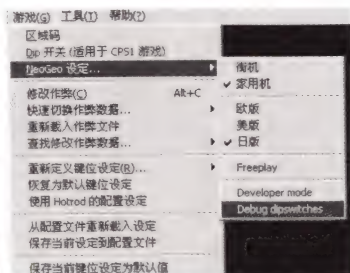 游戏(G) 工具(T) 帮助(?)
区域码
Dip 开关 (适用于 CPS1 游戏)
NeoGeo 设定...
修改作弊(C) Alt+C
快速切换作弊数据...
重新载入作弊文件
查找修改作弊数据...
重新定义键位设定(R)...
恢复为默认键位设定
使用 Hotrod 的配置设定
从配置文件重新载入设定
保存当前设定到配置文件
保存当前键位设定为默认值
街机
家用机
欧版
美版
日版
Freeplay
Developer mode
Debug dipswitches